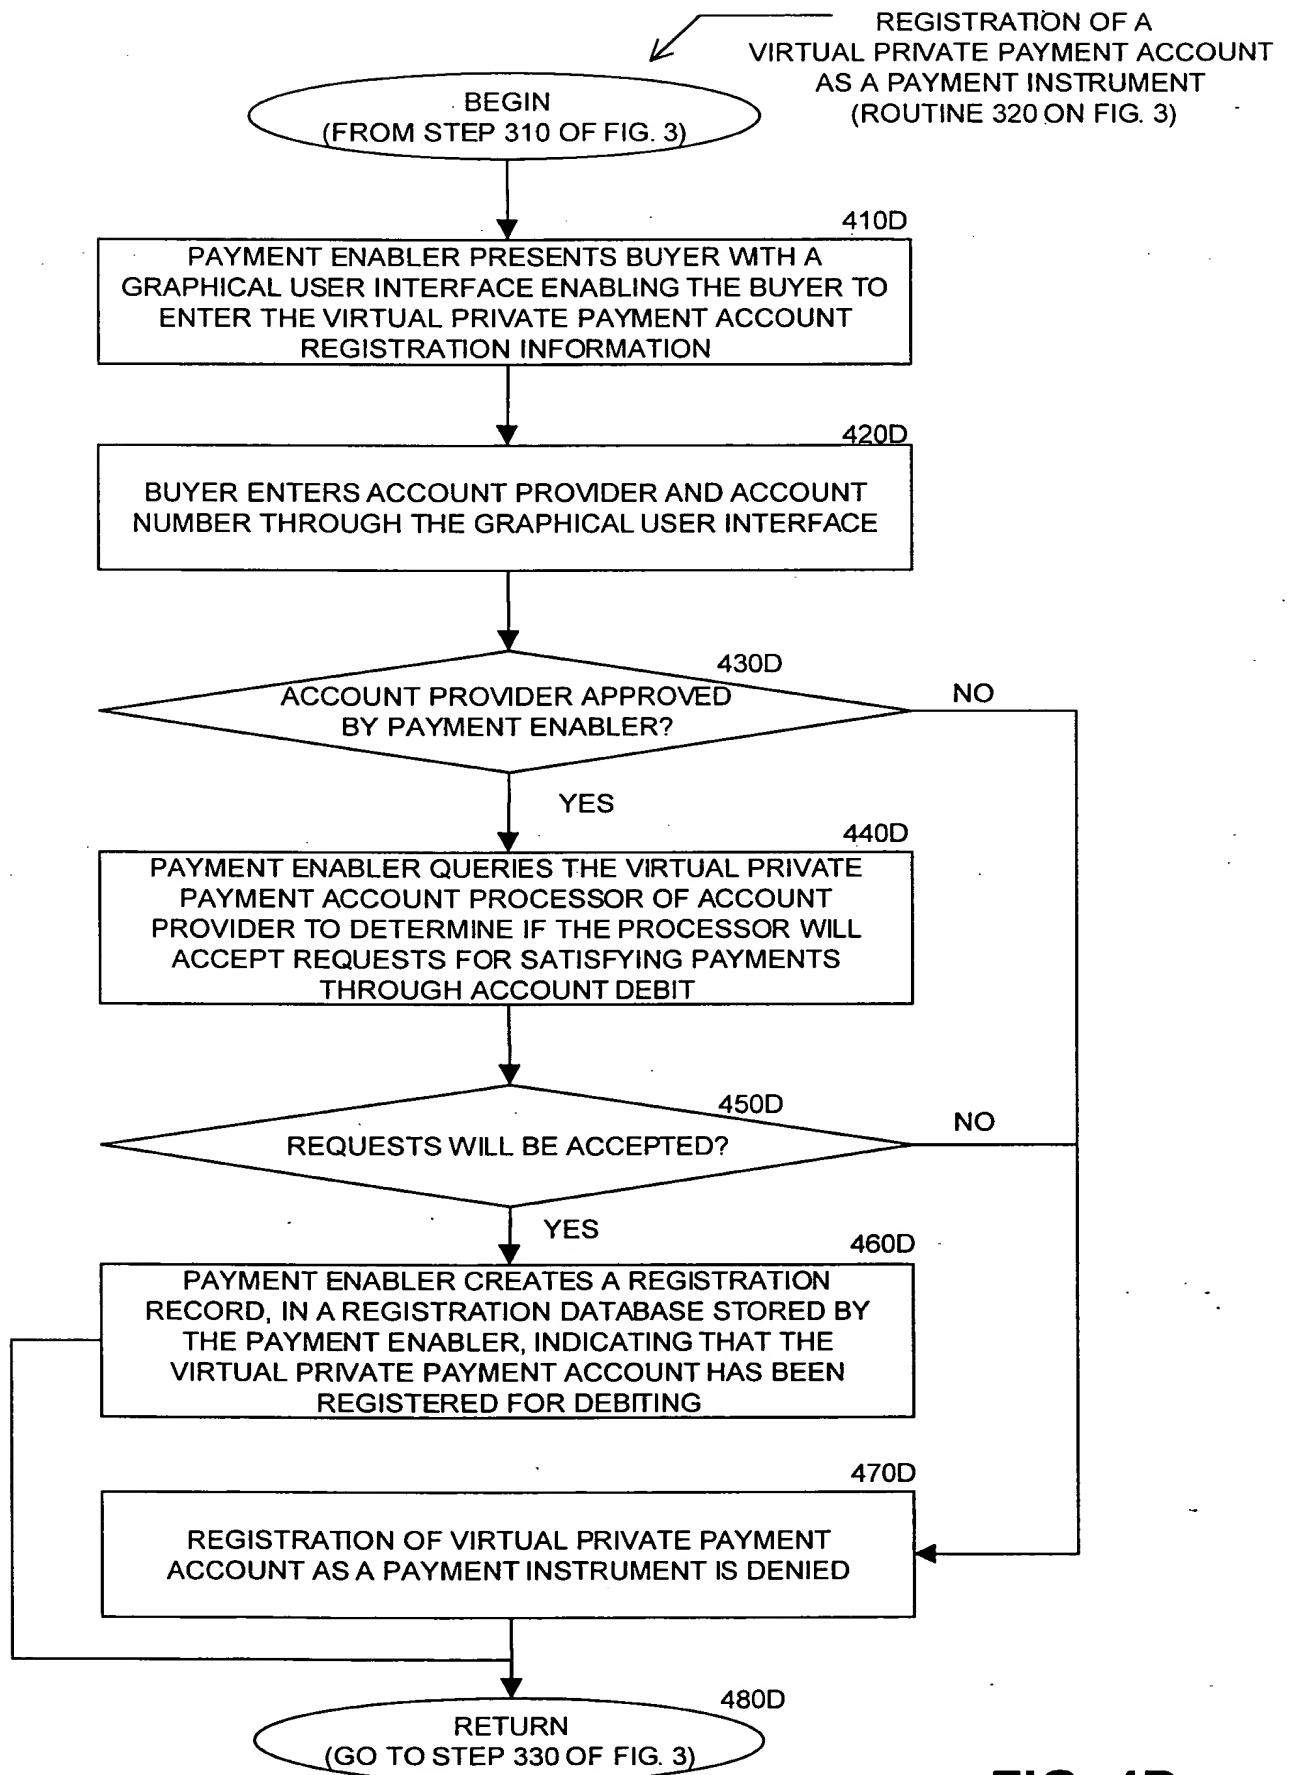 REGISTRATION OF A
VIRTUAL PRIVATE PAYMENT ACCOUNT
AS A PAYMENT INSTRUMENT
(ROUTINE 320 ON FIG. 3)
BEGIN
(FROM STEP 310 OF FIG. 3)
410D
PAYMENT ENABLER PRESENTS BUYER WITH A
GRAPHICAL USER INTERFACE ENABLING THE BUYER TO
ENTER THE VIRTUAL PRIVATE PAYMENT ACCOUNT
REGISTRATION INFORMATION
420D
BUYER ENTERS ACCOUNT PROVIDER AND ACCOUNT
NUMBER THROUGH THE GRAPHICAL USER INTERFACE
430D
ACCOUNT PROVIDER APPROVED
BY PAYMENT ENABLER?
NO
YES
440D
PAYMENT ENABLER QUERIES THE VIRTUAL PRIVATE
PAYMENT ACCOUNT PROCESSOR OF ACCOUNT
PROVIDER TO DETERMINE IF THE PROCESSOR WILL
ACCEPT REQUESTS FOR SATISFYING PAYMENTS
THROUGH ACCOUNT DEBIT
450D
REQUESTS WILL BE ACCEPTED?
NO
YES
460D
PAYMENT ENABLER CREATES A REGISTRATION
RECORD, IN A REGISTRATION DATABASE STORED BY
THE PAYMENT ENABLER, INDICATING THAT THE
VIRTUAL PRIVATE PAYMENT ACCOUNT HAS BEEN
REGISTERED FOR DEBITING
470D
REGISTRATION OF VIRTUAL PRIVATE PAYMENT
ACCOUNT AS A PAYMENT INSTRUMENT IS DENIED
480D
RETURN
(GO TO STEP 330 OF FIG. 3)